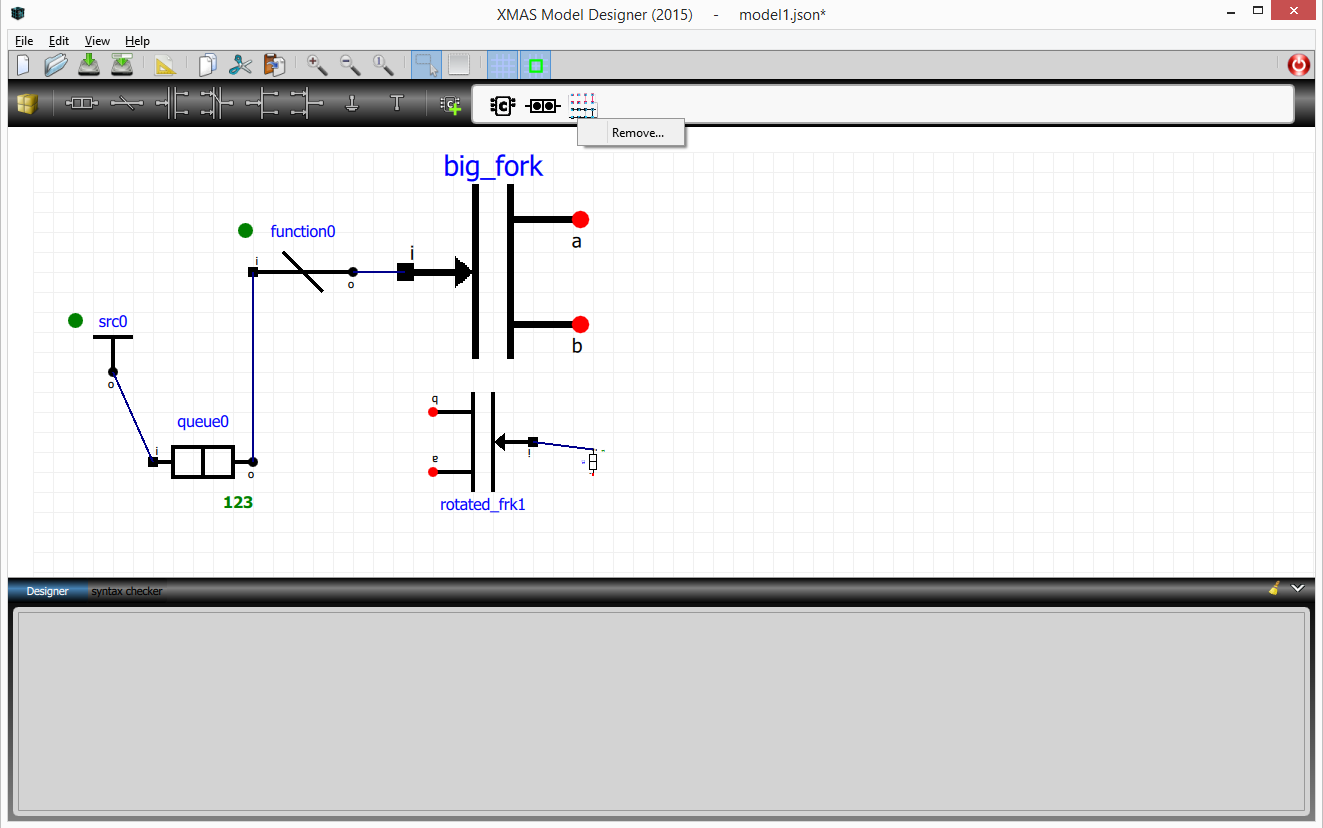 XMAS Model Designer (2015) - model1.json*
File Edit View Help
Remove...
big_fork
function0
i
a
i
o
src0
b
o
queue0
b
i
o
a
i
123
rotated_frk1
Designer syntax checker